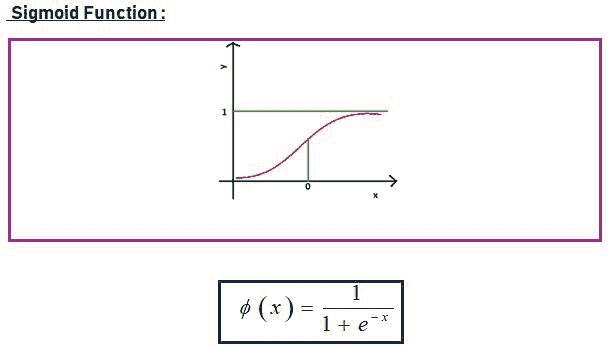 Sigmoid Function :
y
1
0
x
ϕ (x) = 1 / 1 + e^-x